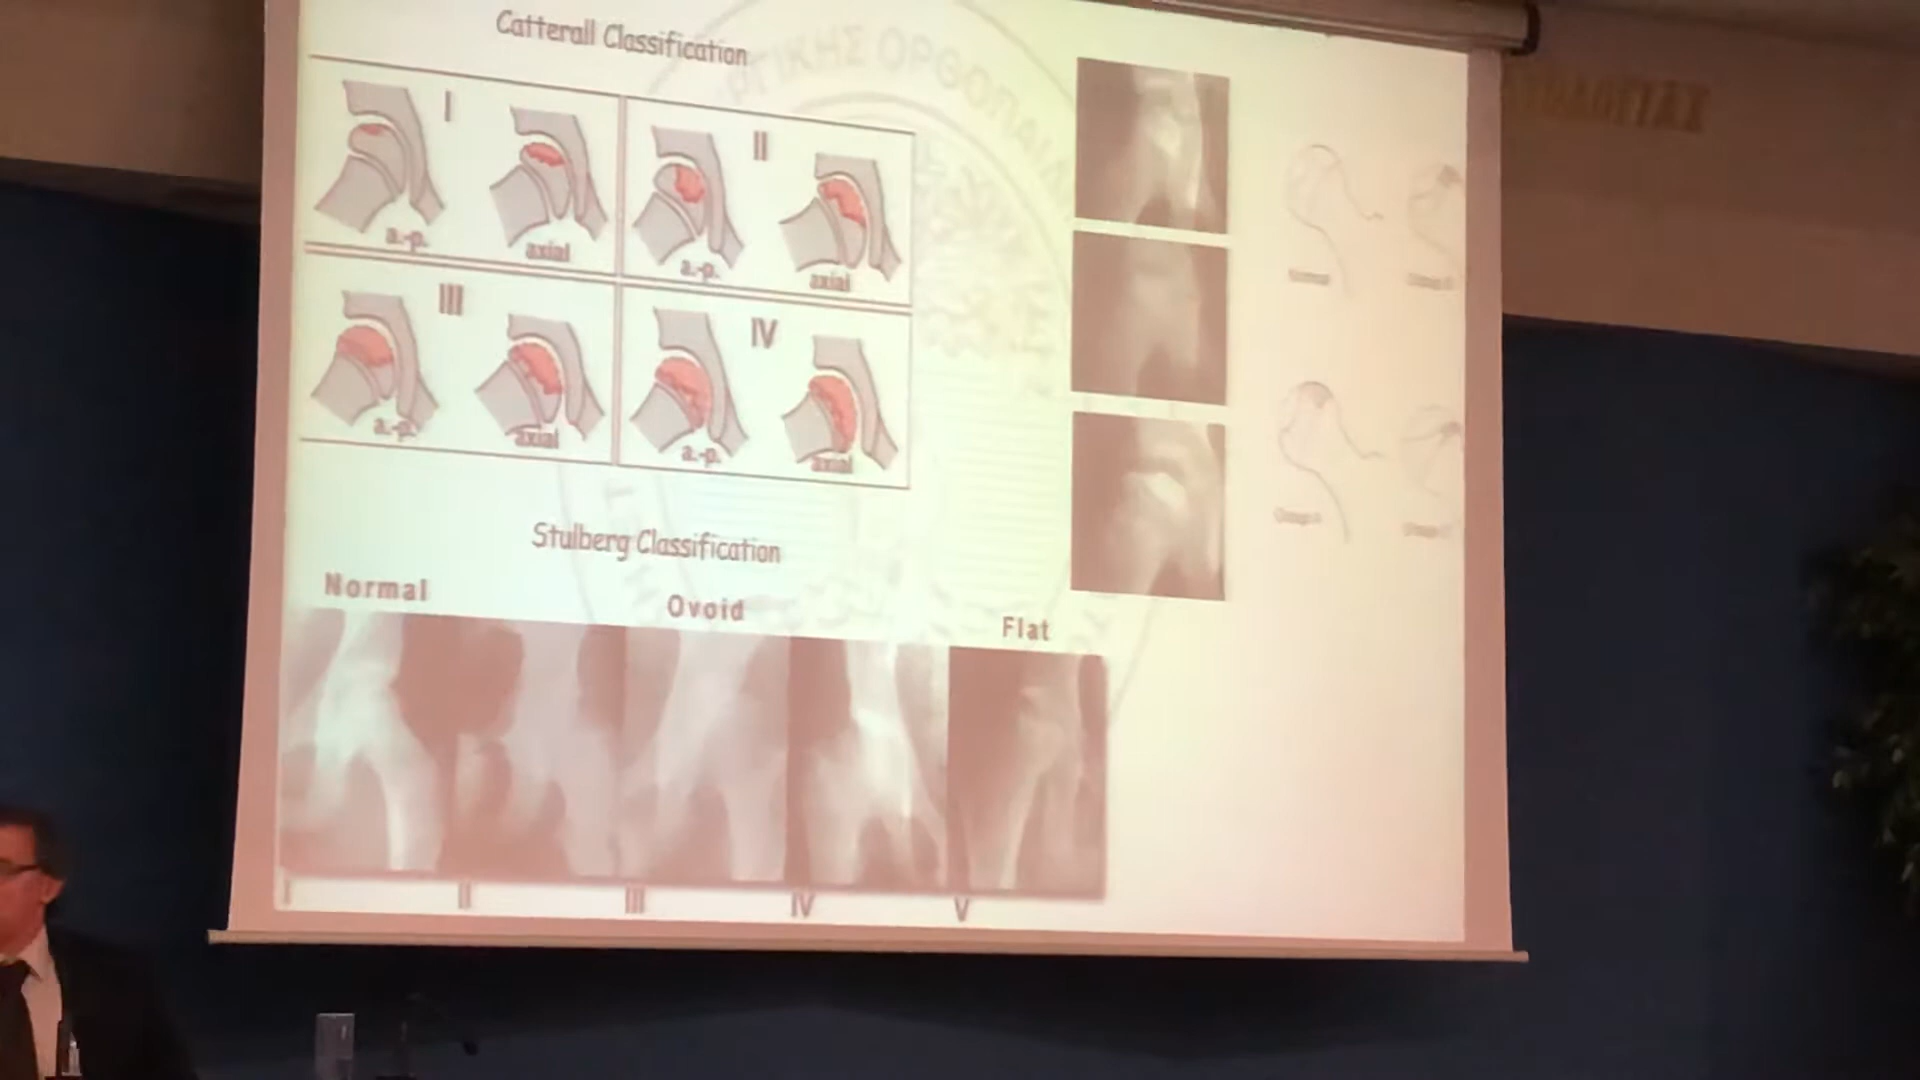 Catterall Classification
I
II
a.-p.
axial
a.-p.
axial
III
IV
a.-p.
axial
a.-p.
axial
Stulberg Classification
Normal
Ovoid
Flat
I
II
III
IV
V